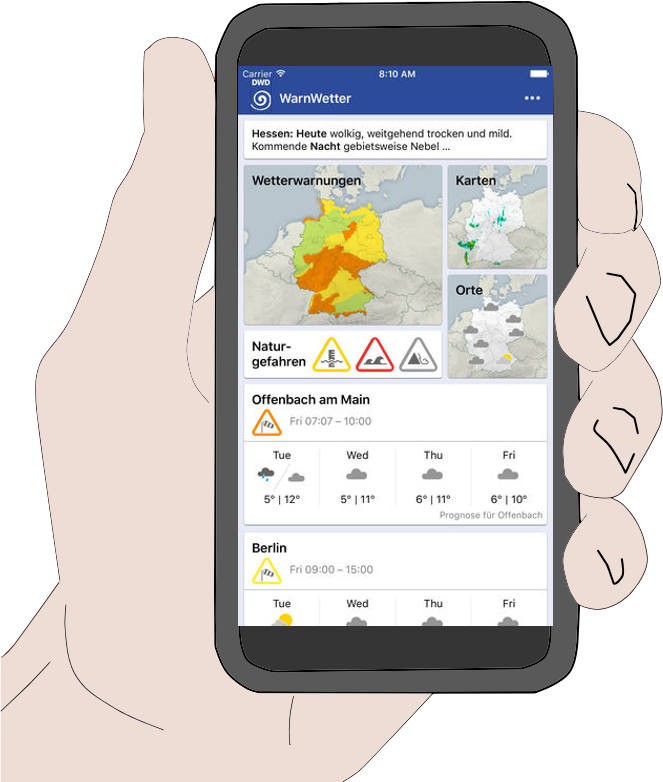 Carrier 8:10 AM
DWD
WarnWetter
Hessen: Heute wolkig, weitgehend trocken und mild.
Kommende Nacht gebietsweise Nebel ...
Wetterwarnungen
Karten
Orte
Natur-
gefahren
Offenbach am Main
Fri 07:07 – 10:00
Tue Wed Thu Fri
5° | 12° 5° | 11° 6° | 11° 6° | 10°
Prognose für Offenbach
Berlin
Fri 09:00 – 15:00
Tue Wed Thu Fri